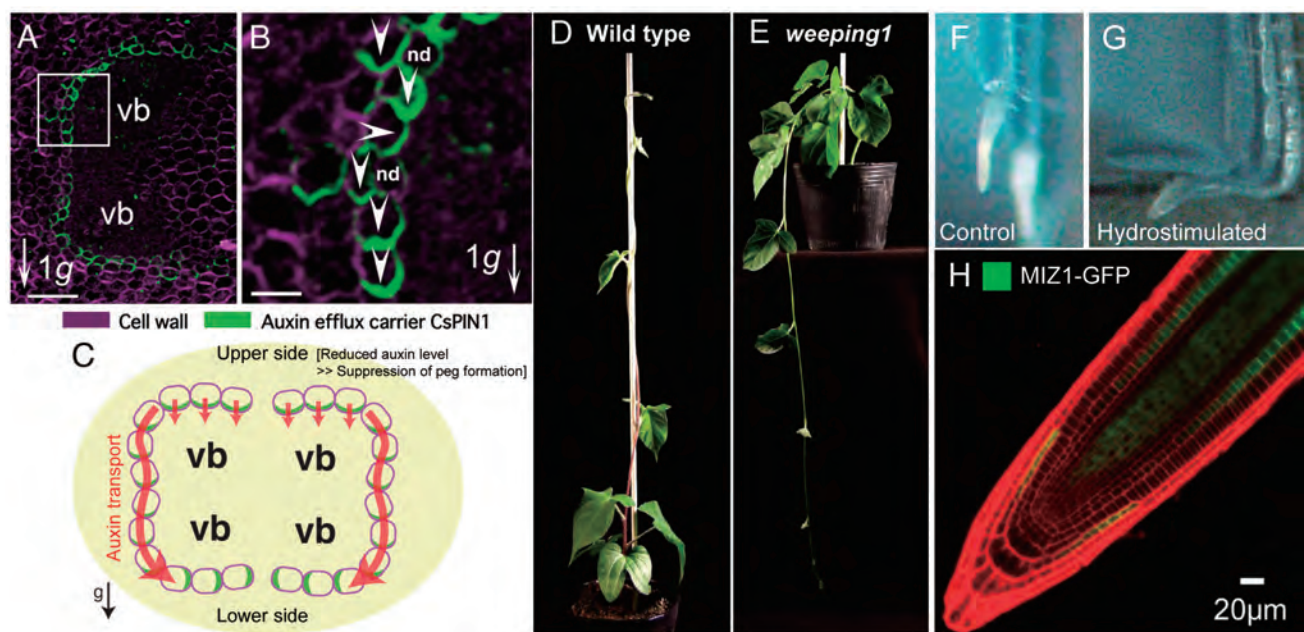 A
vb
vb
1g
B
nd
nd
1g
Cell wall
Auxin efflux carrier CsPIN1
C
Upper side [Reduced auxin level
>> Suppression of peg formation]
Auxin transport
vb vb
vb vb
g
Lower side
D Wild type
E weeping1
F
Control
G
Hydrostimulated
H MIZ1-GFP
20µm